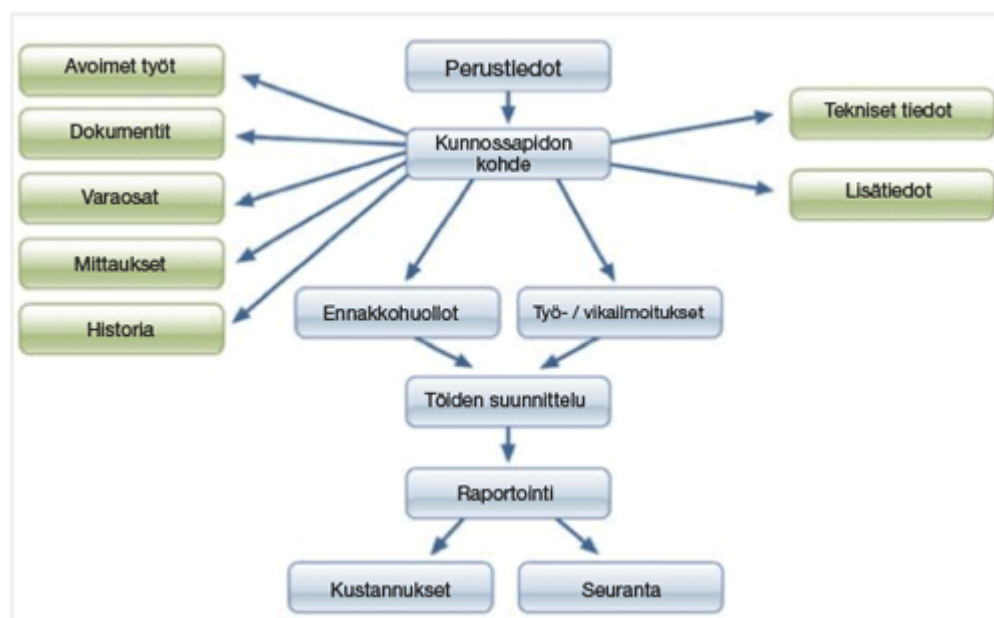 Avoimet työt
Dokumentit
Varaosat
Mittaukset
Historia
Perustiedot
Kunnossapidon
kohde
Tekniset tiedot
Lisätiedot
Ennakkohuollot
Työ- / vikailmoitukset
Töiden suunnittelu
Raportointi
Kustannukset
Seuranta